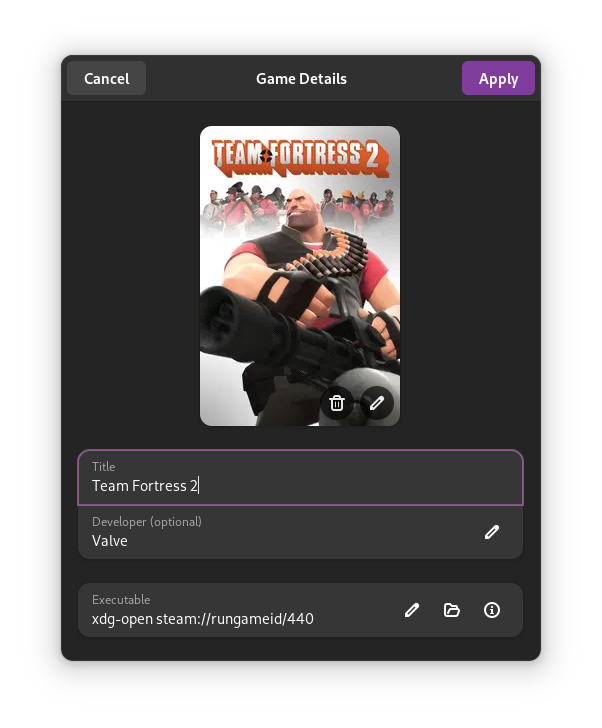 Cancel
Game Details
Apply
TEAM FORTRESS 2
Title
Team Fortress 2
Developer (optional)
Valve
Executable
xdg-open steam://rungameid/440